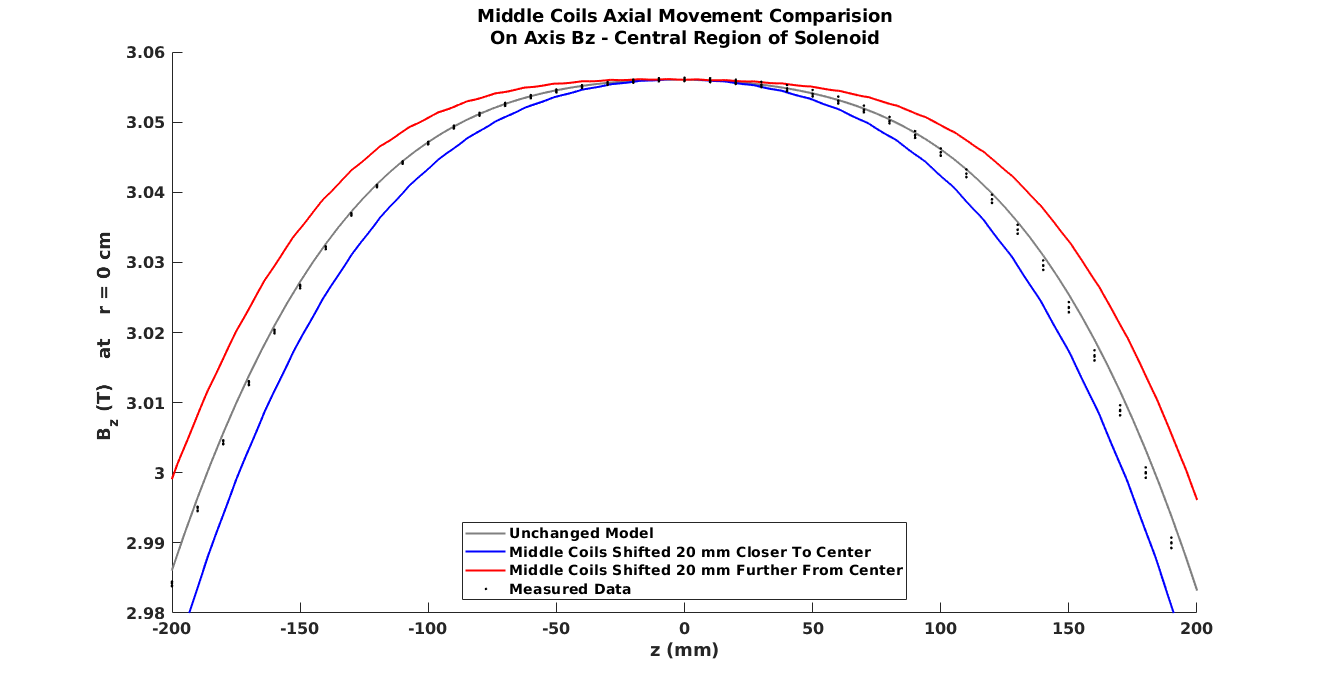 Middle Coils Axial Movement Comparision
On Axis Bz - Central Region of Solenoid
3.06
3.05
3.04
3.03
3.02
3.01
3
2.99
2.98
B_z (T) at r = 0 cm
Unchanged Model
Middle Coils Shifted 20 mm Closer To Center
Middle Coils Shifted 20 mm Further From Center
Measured Data
-200 -150 -100 -50 0 50 100 150 200
z (mm)